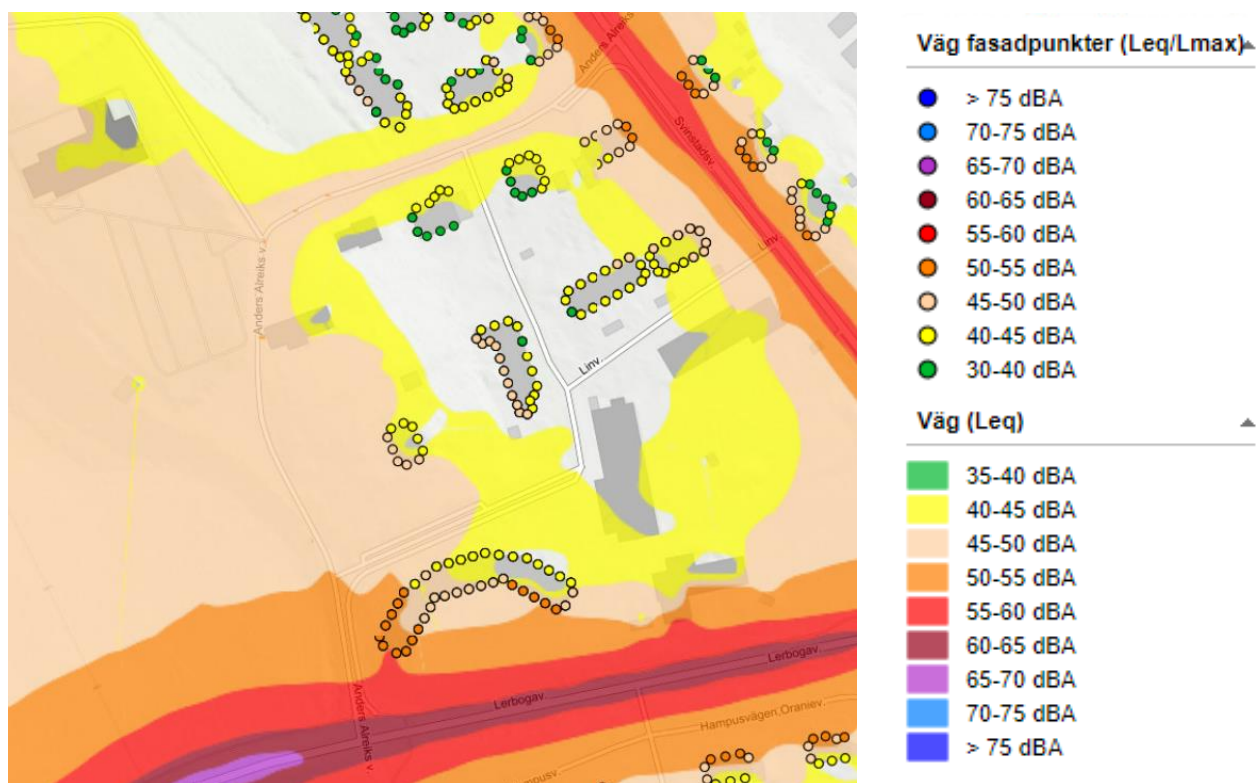 Anders Alreiks v.
Svinstadsv.
Anders Alreiks v.
Linv.
Linv.
Lerbogav.
Lerbogav.
Anders Alreiks v.
Hampusvägen Oraniev.
Väg fasadpunkter (Leq/Lmax)
> 75 dBA
70-75 dBA
65-70 dBA
60-65 dBA
55-60 dBA
50-55 dBA
45-50 dBA
40-45 dBA
30-40 dBA
Väg (Leq)
35-40 dBA
40-45 dBA
45-50 dBA
50-55 dBA
55-60 dBA
60-65 dBA
65-70 dBA
70-75 dBA
> 75 dBA